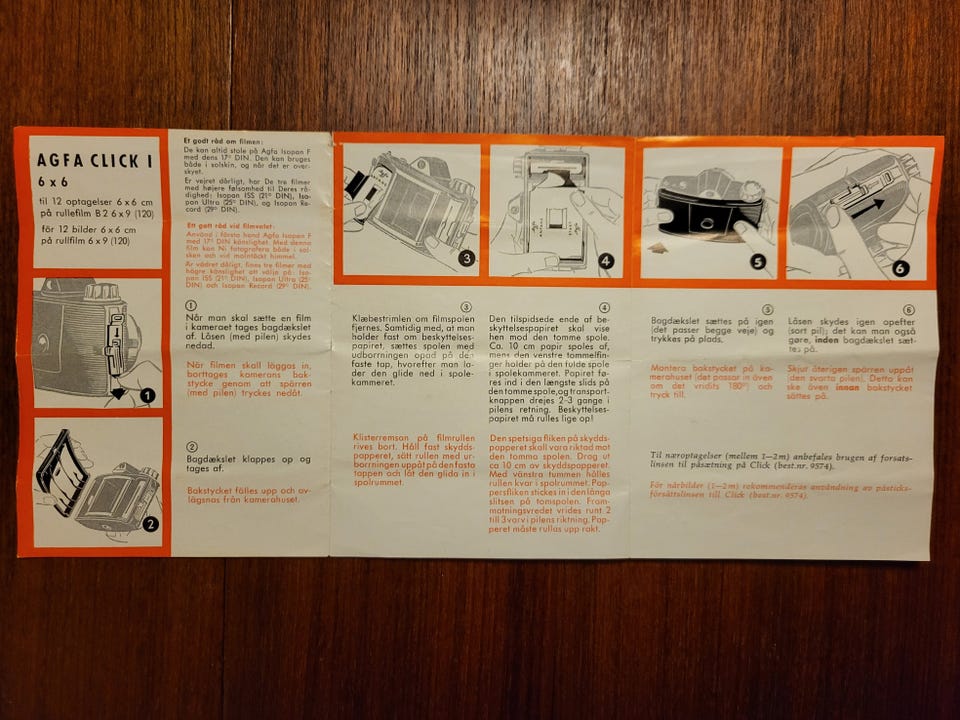 AGFA CLICK I
6 x 6
til 12 optagelser 6 x 6 cm
på rullefilm B 2 6 x 9 (120)
för 12 bilder 6 x 6 cm
på rullfilm 6 x 9 (120)
Et godt råd om filmen:
De kan altid stole på Agfa Isopan F
med dens 17° DIN. Den kan bruges
både i solskin, og når det er over-
skyet.
Er vejret dårligt, har De tre filmer
med højere følsomhed til Deres rå-
dighed: Isopan ISS (21° DIN), Iso-
pan Ultra (25° DIN), og Isopan Re-
cord (29° DIN).
Ett gott råd vid filmvalet:
Använd i första hand Agfa Isopan F
med 17° DIN känslighet. Med denna
film kan Ni fotografera både i sol-
sken och vid molntäckt himmel.
Är vädret dåligt, finns tre filmer med
högre känslighet att välja på: Iso-
pan ISS (21° DIN), Isopan Ultra (25°
DIN) och Isopan Record (29° DIN).
1
2
3
4
5
6
①
Når man skal sætte en film
i kameraet tages bagdækslet
af. Låsen (med pilen) skydes
nedad.
När filmen skall läggas in,
borttages kamerans bak-
stycke genom att spärren
(med pilen) tryckes nedåt.
②
Bagdækslet klappes op og
tages af.
Bakstycket fälles upp och av-
lägsnas från kamerahuset.
③
Klæbestrimlen om filmspolen
fjernes. Samtidig med, at man
holder fast om beskyttelses-
papiret, sættes spolen med
udborningen opad på den
faste tap, hvorefter man la-
der den glide ned i spole-
kammeret.
Klisterremsan på filmrullen
rives bort. Håll fast skydds-
papperet, sätt rullen med ur-
borrningen uppåt på den fasta
tappen och låt den glida in i
spolrummet.
④
Den tilspidsede ende af be-
skyttelsespapiret skal vise
hen mod den tomme spole.
Ca. 10 cm papir spoles af,
mens den venstre tommelfin-
ger holder på den fulde spole
i spolekammeret. Papiret fø-
res ind i den længste slids på
den tomme spole, og transport-
knappen drejes 2–3 gange i
pilens retning. Beskyttelses-
papiret må rulles lige op!
Den spetsiga fliken på skydds-
papperet skall vara riktad mot
den tomma spolen. Drag ut
ca 10 cm av skyddspapperet.
Med vänstra tummen hålles
rullen kvar i spolrummet. Pap-
persfliken stickes in i den långa
slitsen på tomspolen. Fram-
matningsvredet vrides runt 2
till 3 varv i pilens riktning. Pap-
peret måste rullas upp rakt.
⑤
Bagdækslet sættes på igen
(det passer begge veje) og
trykkes på plads.
Montera bakstycket på ka-
merahuset (det passar in även
om det vridits 180°) och
tryck till.
⑥
Låsen skydes igen opefter
(sort pil); det kan man også
gøre, inden bagdækslet sæt-
tes på.
Skjut återigen spärren uppåt
(den svarta pilen). Detta kan
ske även innan bakstycket
sättes på.
Til næroptagelser (mellem 1—2m) anbefales brugen af forsats-
linsen til påsætning på Click (best.nr. 9574).
För närbilder (1—2m) rekommenderas användning av påsticks-
försättslinsen till Click (best.nr. 9574).